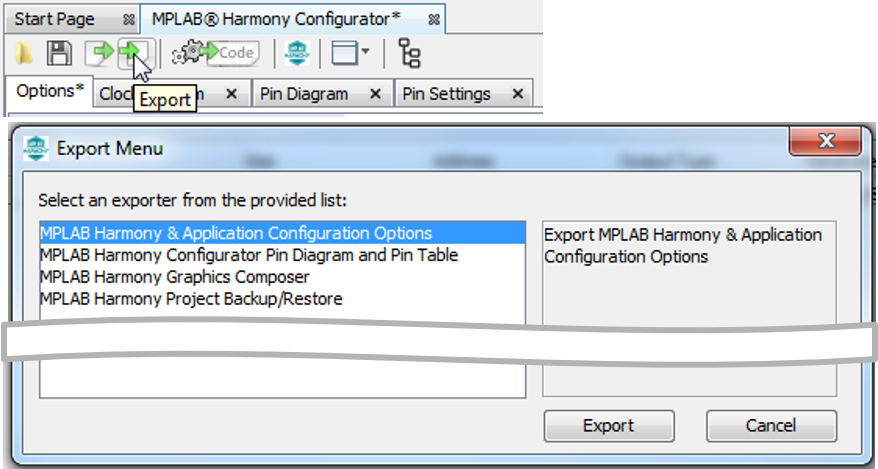 Start Page
MPLAB® Harmony Configurator*
Code
Options*
Pin Diagram
Pin Settings
Export
Export Menu
Select an exporter from the provided list:
MPLAB Harmony & Application Configuration Options
MPLAB Harmony Configurator Pin Diagram and Pin Table
MPLAB Harmony Graphics Composer
MPLAB Harmony Project Backup/Restore
Export MPLAB Harmony & Application
Configuration Options
Export
Cancel